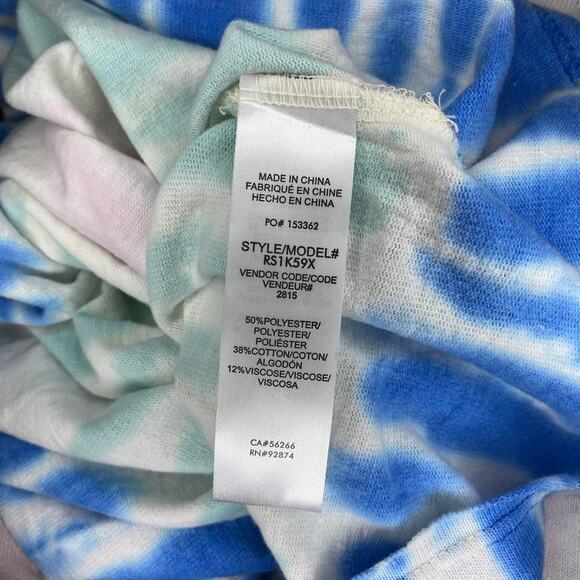 MADE IN CHINA
FABRIQUÉ EN CHINE
HECHO EN CHINA
PO# 153362
STYLE/MODEL#
RS1K59X
VENDOR CODE/CODE
VENDEUR#
2815
50%POLYESTER/
POLYESTER/
POLIÉSTER
38%COTTON/COTON/
ALGODÓN
12%VISCOSE/VISCOSE/
VISCOSA
CA#56266
RN#92874